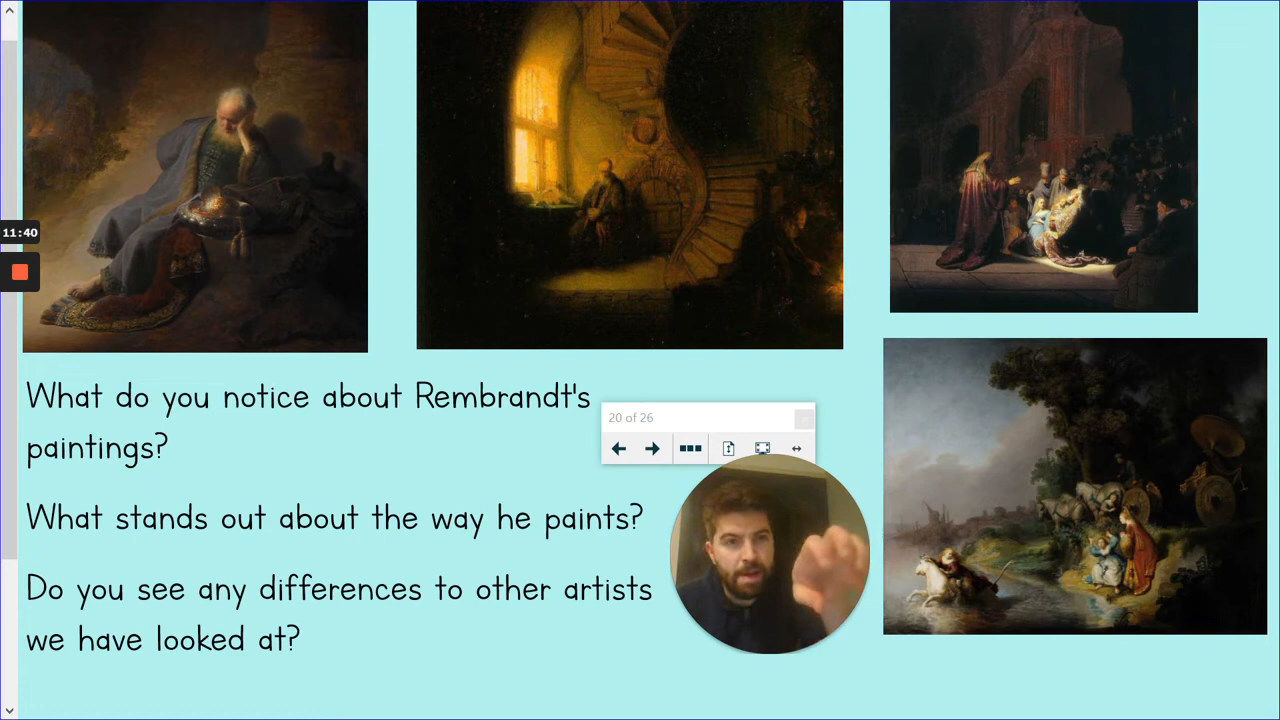 11:40
What do you notice about Rembrandt's
paintings?
20 of 26
What stands out about the way he paints?
Do you see any differences to other artists
we have looked at?